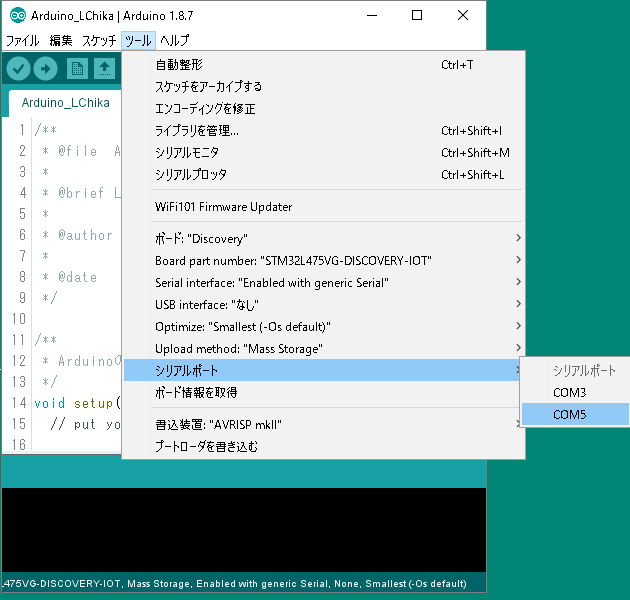 Arduino_LChika | Arduino 1.8.7
ファイル 編集 スケッチ ツール ヘルプ
自動整形 Ctrl+T
スケッチをアーカイブする
エンコーディングを修正
ライブラリを管理... Ctrl+Shift+I
シリアルモニタ Ctrl+Shift+M
シリアルプロッタ Ctrl+Shift+L
WiFi101 Firmware Updater
ボード: "Discovery"
Board part number: "STM32L475VG-DISCOVERY-IOT"
Serial interface: "Enabled with generic Serial"
USB interface: "なし"
Optimize: "Smallest (-Os default)"
Upload method: "Mass Storage"
シリアルポート
ボード情報を取得
書込装置: "AVRISP mkII"
ブートローダを書き込む
シリアルポート
COM3
COM5
Arduino_LChika
1 /**
2 * @file A
3 *
4 * @brief L
5 *
6 * @author
7 *
8 * @date
9 */
10
11 /**
12 * Arduinoの
13 */
14 void setup(
15 // put yo
16
L475VG-DISCOVERY-IOT, Mass Storage, Enabled with generic Serial, None, Smallest (-Os default)